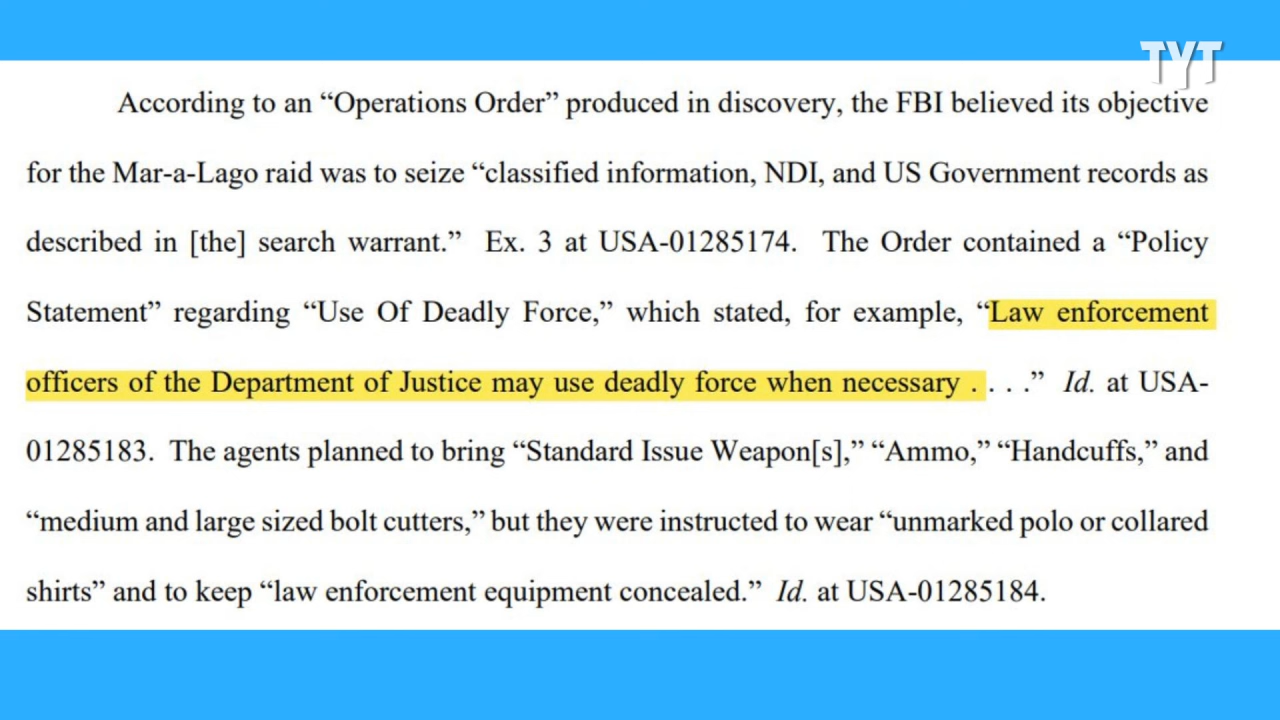 TYT
According to an “Operations Order” produced in discovery, the FBI believed its objective
for the Mar-a-Lago raid was to seize “classified information, NDI, and US Government records as
described in [the] search warrant.” Ex. 3 at USA-01285174. The Order contained a “Policy
Statement” regarding “Use Of Deadly Force,” which stated, for example, “Law enforcement
officers of the Department of Justice may use deadly force when necessary . . . .” Id. at USA-
01285183. The agents planned to bring “Standard Issue Weapon[s],” “Ammo,” “Handcuffs,” and
“medium and large sized bolt cutters,” but they were instructed to wear “unmarked polo or collared
shirts” and to keep “law enforcement equipment concealed.” Id. at USA-01285184.